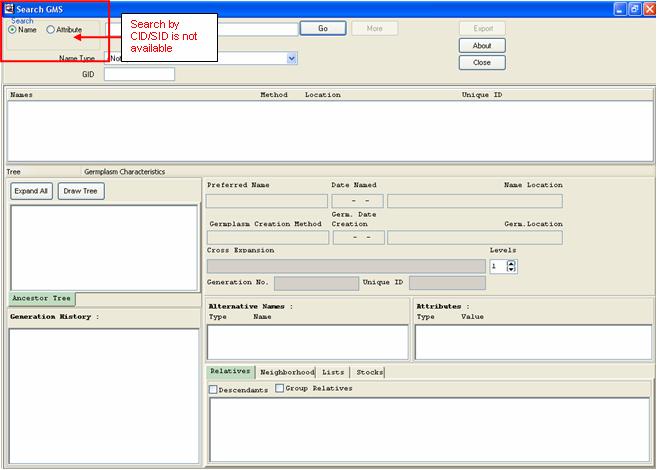 Search GMS
Search
Name Attribute
Search by
CID/SID is not
available
Go More Export
About
Name Type Not
Close
GID
Names Method Location Unique ID
Tree Germplasm Characteristics
Expand All Draw Tree
Preferred Name Date Named Name Location
- -
Germplasm Creation Method Germ. Date
Creation Germ.Location
- -
Cross Expansion Levels
1
Generation No. Unique ID
Ancestor Tree
Generation History :
Alternative Names : Attributes :
Type Name Type Value
Relatives Neighborhood Lists Stocks
Descendants Group Relatives